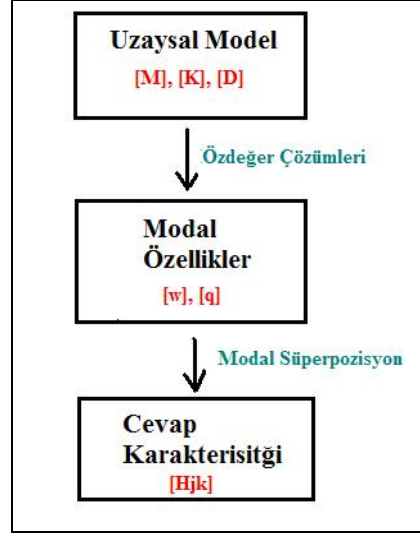 Uzaysal Model
[M], [K], [D]
Özdeğer Çözümleri
Modal
Özellikler
[w], [q]
Modal Süperpozisyon
Cevap
Karakterisitği
[Hjk]